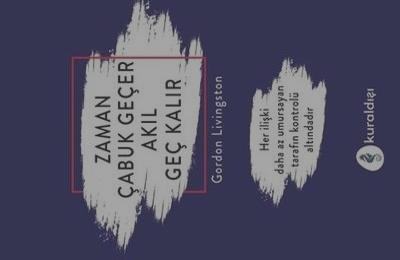 ZAMAN
ÇABUK GEÇER
AKIL
GEÇ KALIR
Gordon Livingston
Her ilişki
daha az umursayan
tarafın kontrolü
altındadır
kuraldışı